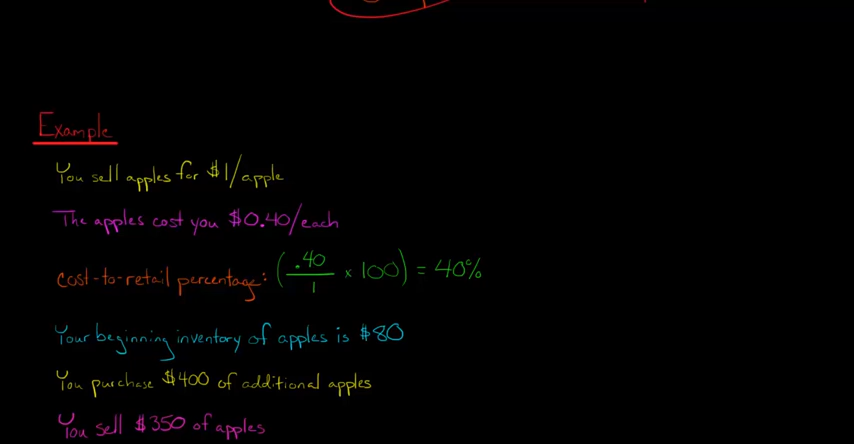 Example
You sell apples for $1/apple
The apples cost you $0.40/each
cost-to-retail percentage: (.40/1 × 100) = 40%
Your beginning inventory of apples is $80
You purchase $400 of additional apples
You sell $350 of apples